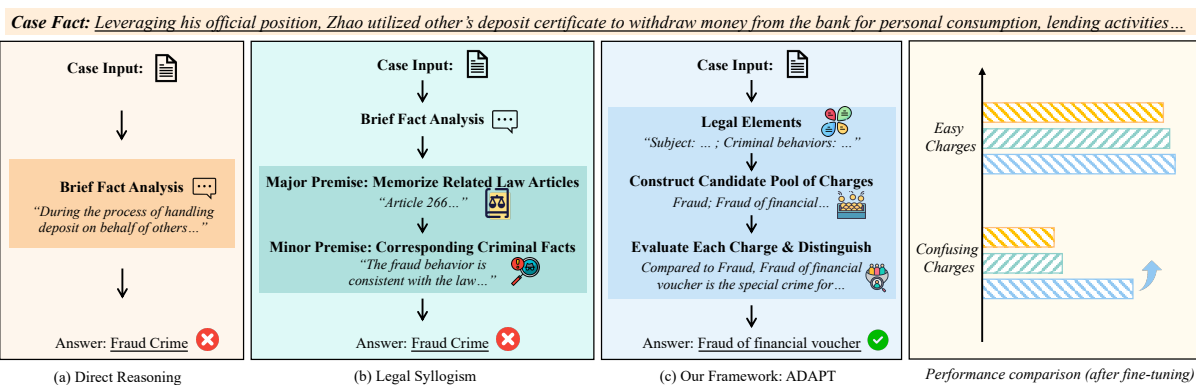 Case Fact: Leveraging his official position, Zhao utilized other's deposit certificate to withdraw money from the bank for personal consumption, lending activities…
Case Input:
Brief Fact Analysis
"During the process of handling
deposit on behalf of others…"
Answer: Fraud Crime
(a) Direct Reasoning
Case Input:
Brief Fact Analysis
Major Premise: Memorize Related Law Articles
"Article 266…"
Minor Premise: Corresponding Criminal Facts
"The fraud behavior is
consistent with the law…"
Answer: Fraud Crime
(b) Legal Syllogism
Case Input:
Legal Elements
"Subject: … ; Criminal behaviors: …"
Construct Candidate Pool of Charges
Fraud; Fraud of financial…
Evaluate Each Charge & Distinguish
Compared to Fraud, Fraud of financial
voucher is the special crime for…
Answer: Fraud of financial voucher
(c) Our Framework: ADAPT
Easy
Charges
Confusing
Charges
Performance comparison (after fine-tuning)